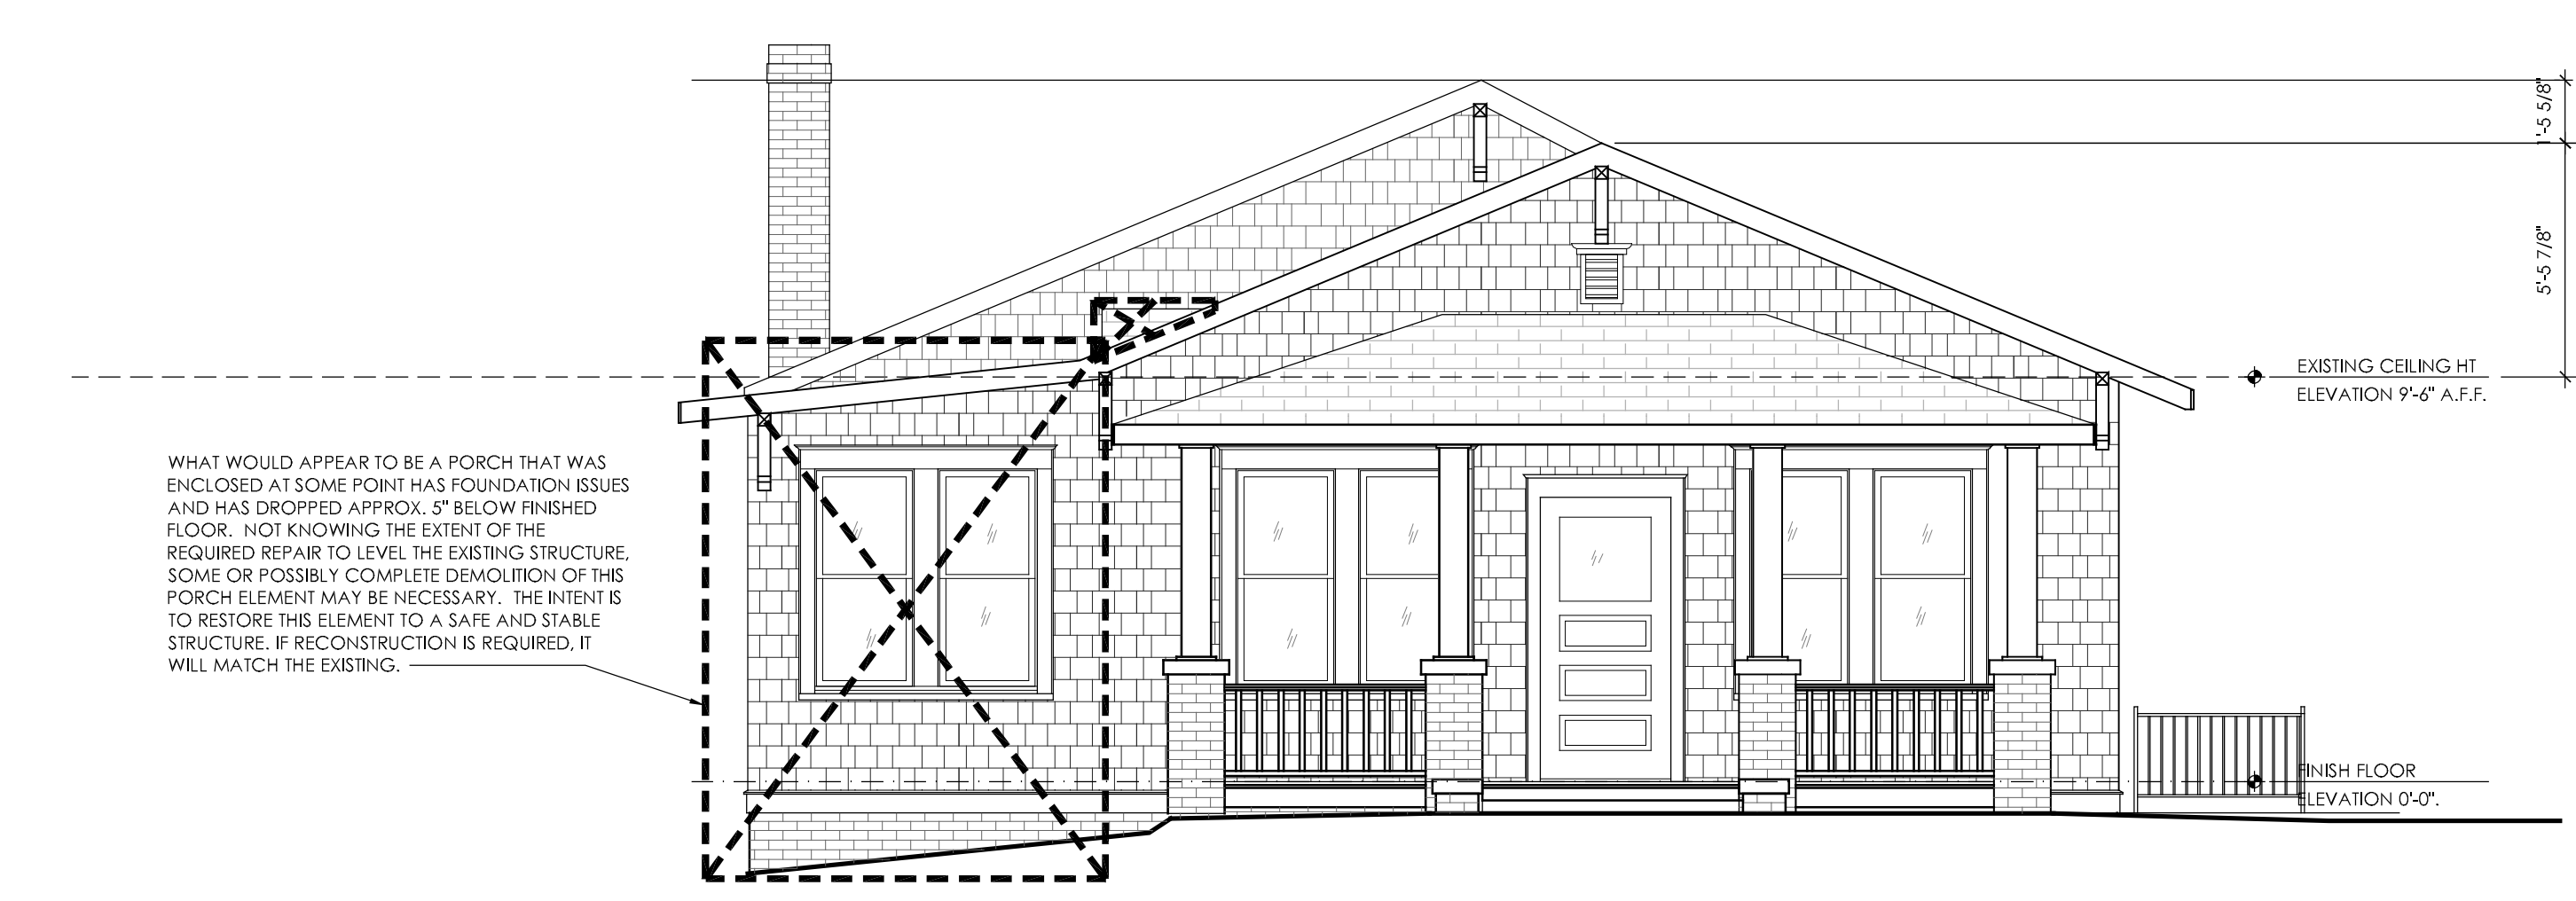 1'-5 5/8"
5'-5 7/8"
EXISTING CEILING HT
ELEVATION 9'-6" A.F.F.
WHAT WOULD APPEAR TO BE A PORCH THAT WAS
ENCLOSED AT SOME POINT HAS FOUNDATION ISSUES
AND HAS DROPPED APPROX. 5" BELOW FINISHED
FLOOR. NOT KNOWING THE EXTENT OF THE
REQUIRED REPAIR TO LEVEL THE EXISTING STRUCTURE,
SOME OR POSSIBLY COMPLETE DEMOLITION OF THIS
PORCH ELEMENT MAY BE NECESSARY. THE INTENT IS
TO RESTORE THIS ELEMENT TO A SAFE AND STABLE
STRUCTURE. IF RECONSTRUCTION IS REQUIRED, IT
WILL MATCH THE EXISTING.
FINISH FLOOR
ELEVATION 0'-0".